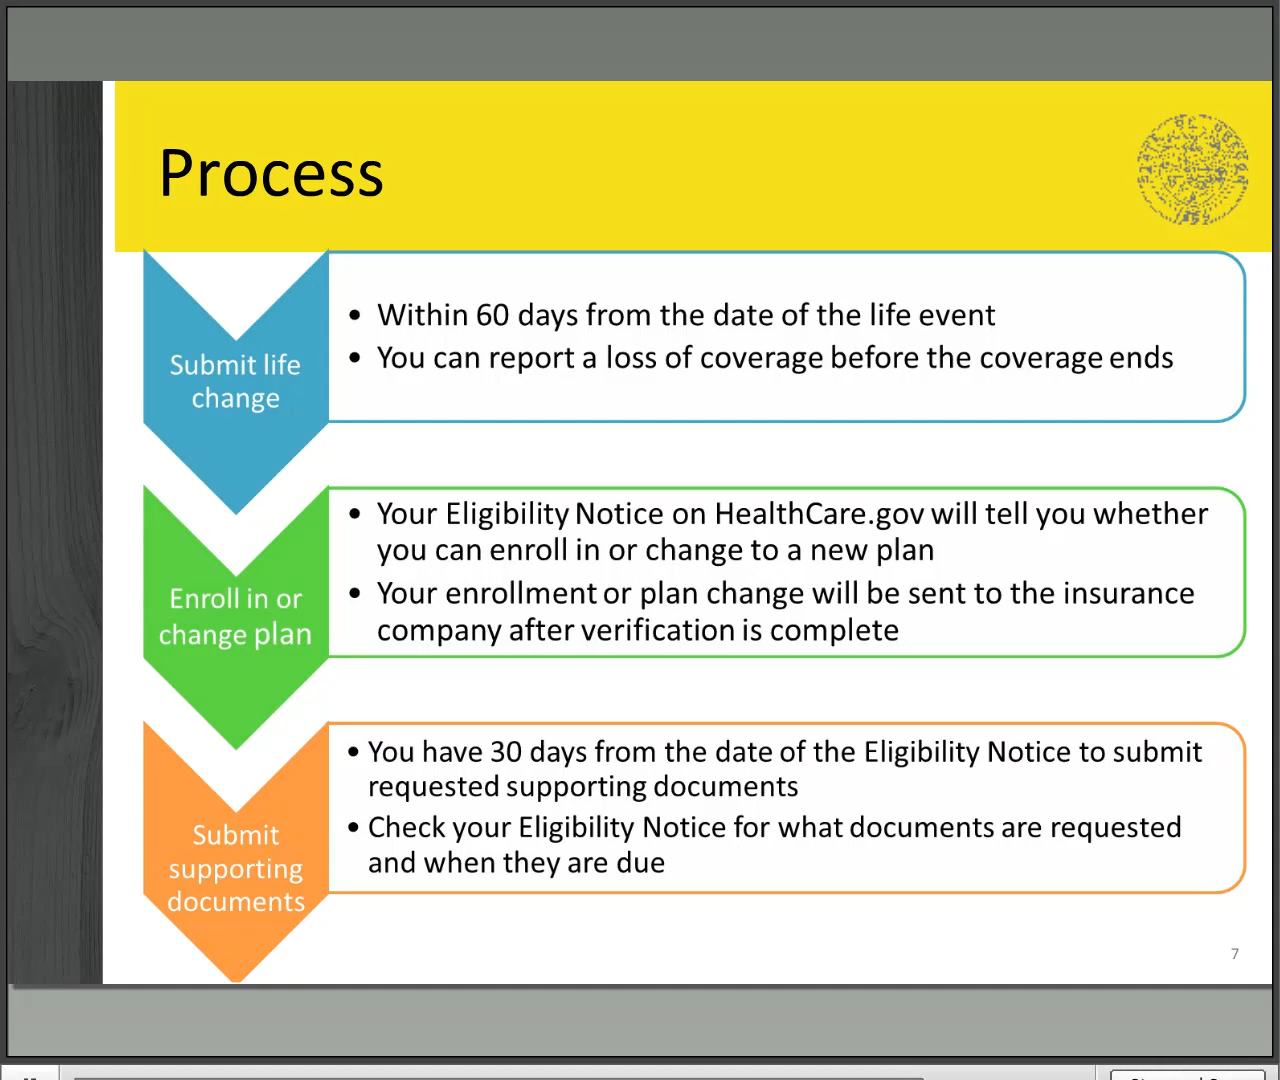 Process
Submit life
change
• Within 60 days from the date of the life event
• You can report a loss of coverage before the coverage ends
Enroll in or
change plan
• Your Eligibility Notice on HealthCare.gov will tell you whether
you can enroll in or change to a new plan
• Your enrollment or plan change will be sent to the insurance
company after verification is complete
Submit
supporting
documents
• You have 30 days from the date of the Eligibility Notice to submit
requested supporting documents
• Check your Eligibility Notice for what documents are requested
and when they are due
7